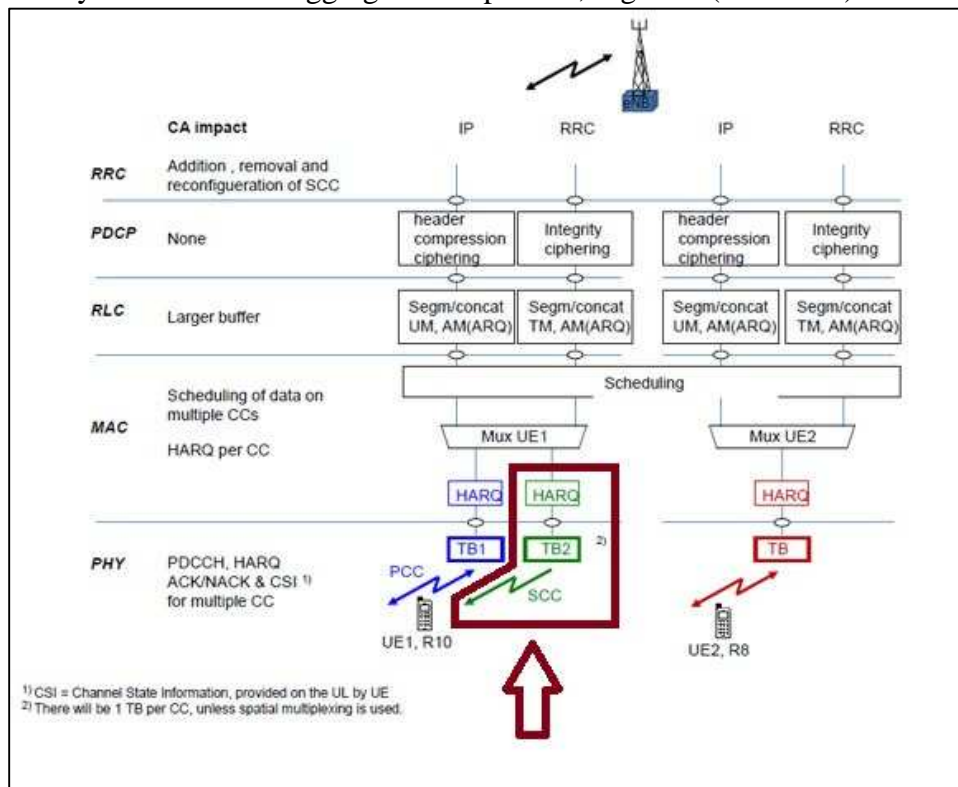 eNB
CA impact IP RRC IP RRC
RRC Addition , removal and
reconfigueration of SCC
PDCP None
header
compression
ciphering
Integrity
ciphering
header
compression
ciphering
Integrity
ciphering
RLC Larger buffer
Segm/concat
UM, AM(ARQ)
Segm/concat
TM, AM(ARQ)
Segm/concat
UM, AM(ARQ)
Segm/concat
TM, AM(ARQ)
Scheduling
MAC Scheduling of data on
multiple CCs
HARQ per CC
Mux UE1 Mux UE2
HARQ HARQ HARQ
TB1 TB2 2) TB
PHY PDCCH, HARQ
ACK/NACK & CSI 1)
for multiple CC
PCC
SCC
UE1, R10 UE2, R8
1) CSI = Channel State Information, provided on the UL by UE
2) There will be 1 TB per CC, unless spatial multiplexing is used.